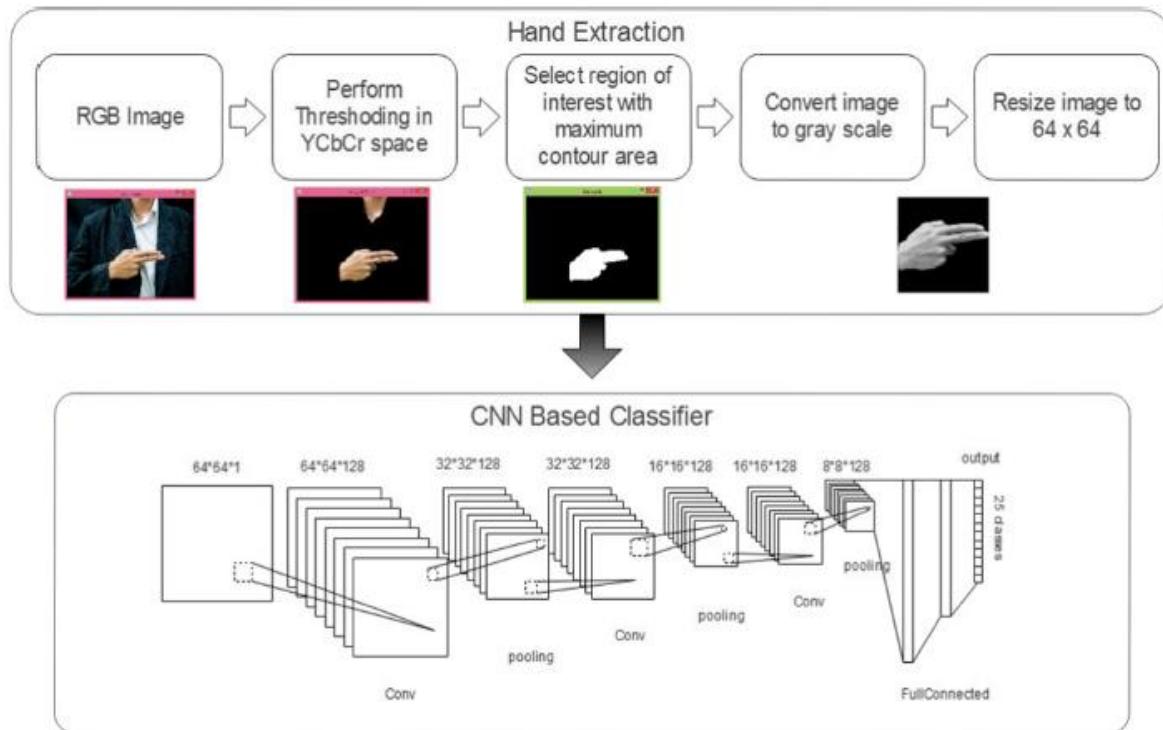 Hand Extraction
RGB Image
Perform
Thresholding in
YCbCr space
Select region of
interest with
maximum
contour area
Convert image
to gray scale
Resize image to
64 x 64
CNN Based Classifier
64*64*1
64*64*128
32*32*128
32*32*128
16*16*128
16*16*128
8*8*128
output
25 classes
Conv
pooling
Conv
pooling
Conv
pooling
FullConnected